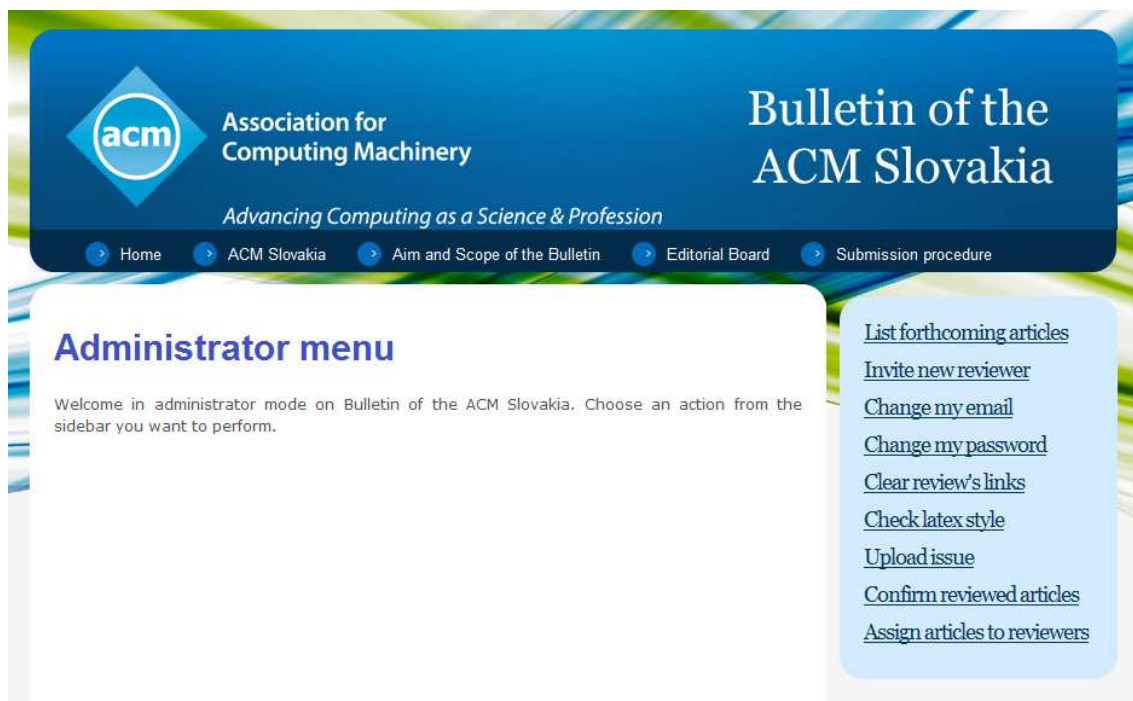 acm
Association for
Computing Machinery
Advancing Computing as a Science & Profession
Bulletin of the
ACM Slovakia
Home
ACM Slovakia
Aim and Scope of the Bulletin
Editorial Board
Submission procedure
Administrator menu
Welcome in administrator mode on Bulletin of the ACM Slovakia. Choose an action from the
sidebar you want to perform.
List forthcoming articles
Invite new reviewer
Change my email
Change my password
Clear review's links
Check latex style
Upload issue
Confirm reviewed articles
Assign articles to reviewers